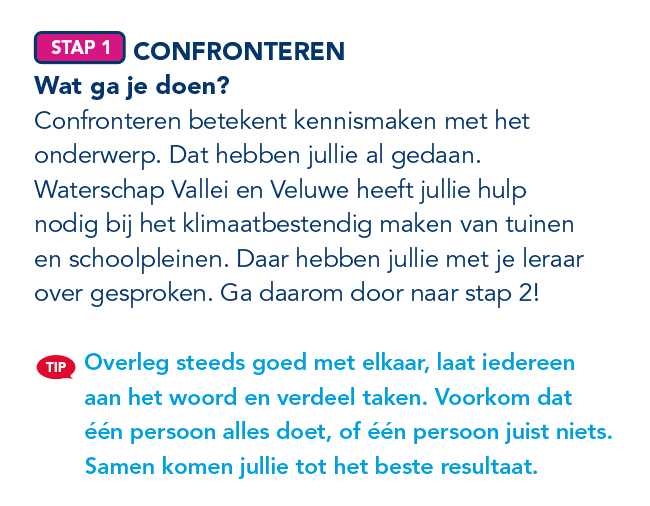 STAP 1 CONFRONTEREN
Wat ga je doen?
Confronteren betekent kennismaken met het
onderwerp. Dat hebben jullie al gedaan.
Waterschap Vallei en Veluwe heeft jullie hulp
nodig bij het klimaatbestendig maken van tuinen
en schoolpleinen. Daar hebben jullie met je leraar
over gesproken. Ga daarom door naar stap 2!
TIP Overleg steeds goed met elkaar, laat iedereen
aan het woord en verdeel taken. Voorkom dat
één persoon alles doet, of één persoon juist niets.
Samen komen jullie tot het beste resultaat.